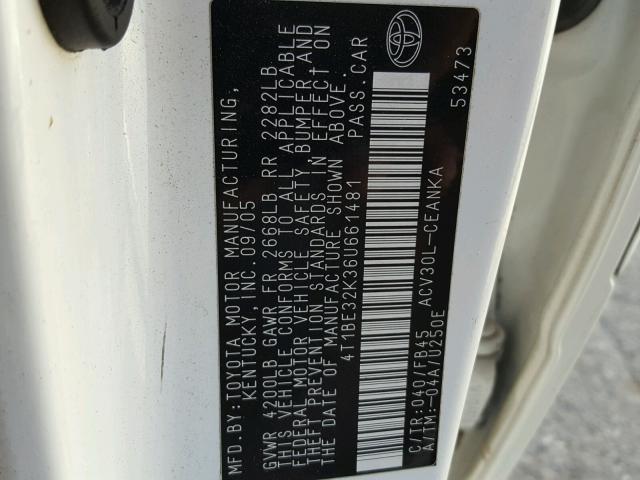 MFD. BY: TOYOTA MOTOR MANUFACTURING,
KENTUCKY, INC. 09/05
GVWR 4200LB GAWR FR 2668LB RR 2282LB
THIS VEHICLE CONFORMS TO ALL APPLICABLE
FEDERAL MOTOR VEHICLE SAFETY, BUMPER, AND
THEFT PREVENTION STANDARDS IN EFFECT ON
THE DATE OF MANUFACTURE SHOWN ABOVE.
4T1BE32K36U661481 PASS. CAR
C/TR: 040/FB45 ACV30L-CEANKA
A/TM: -04A/U250E 53473